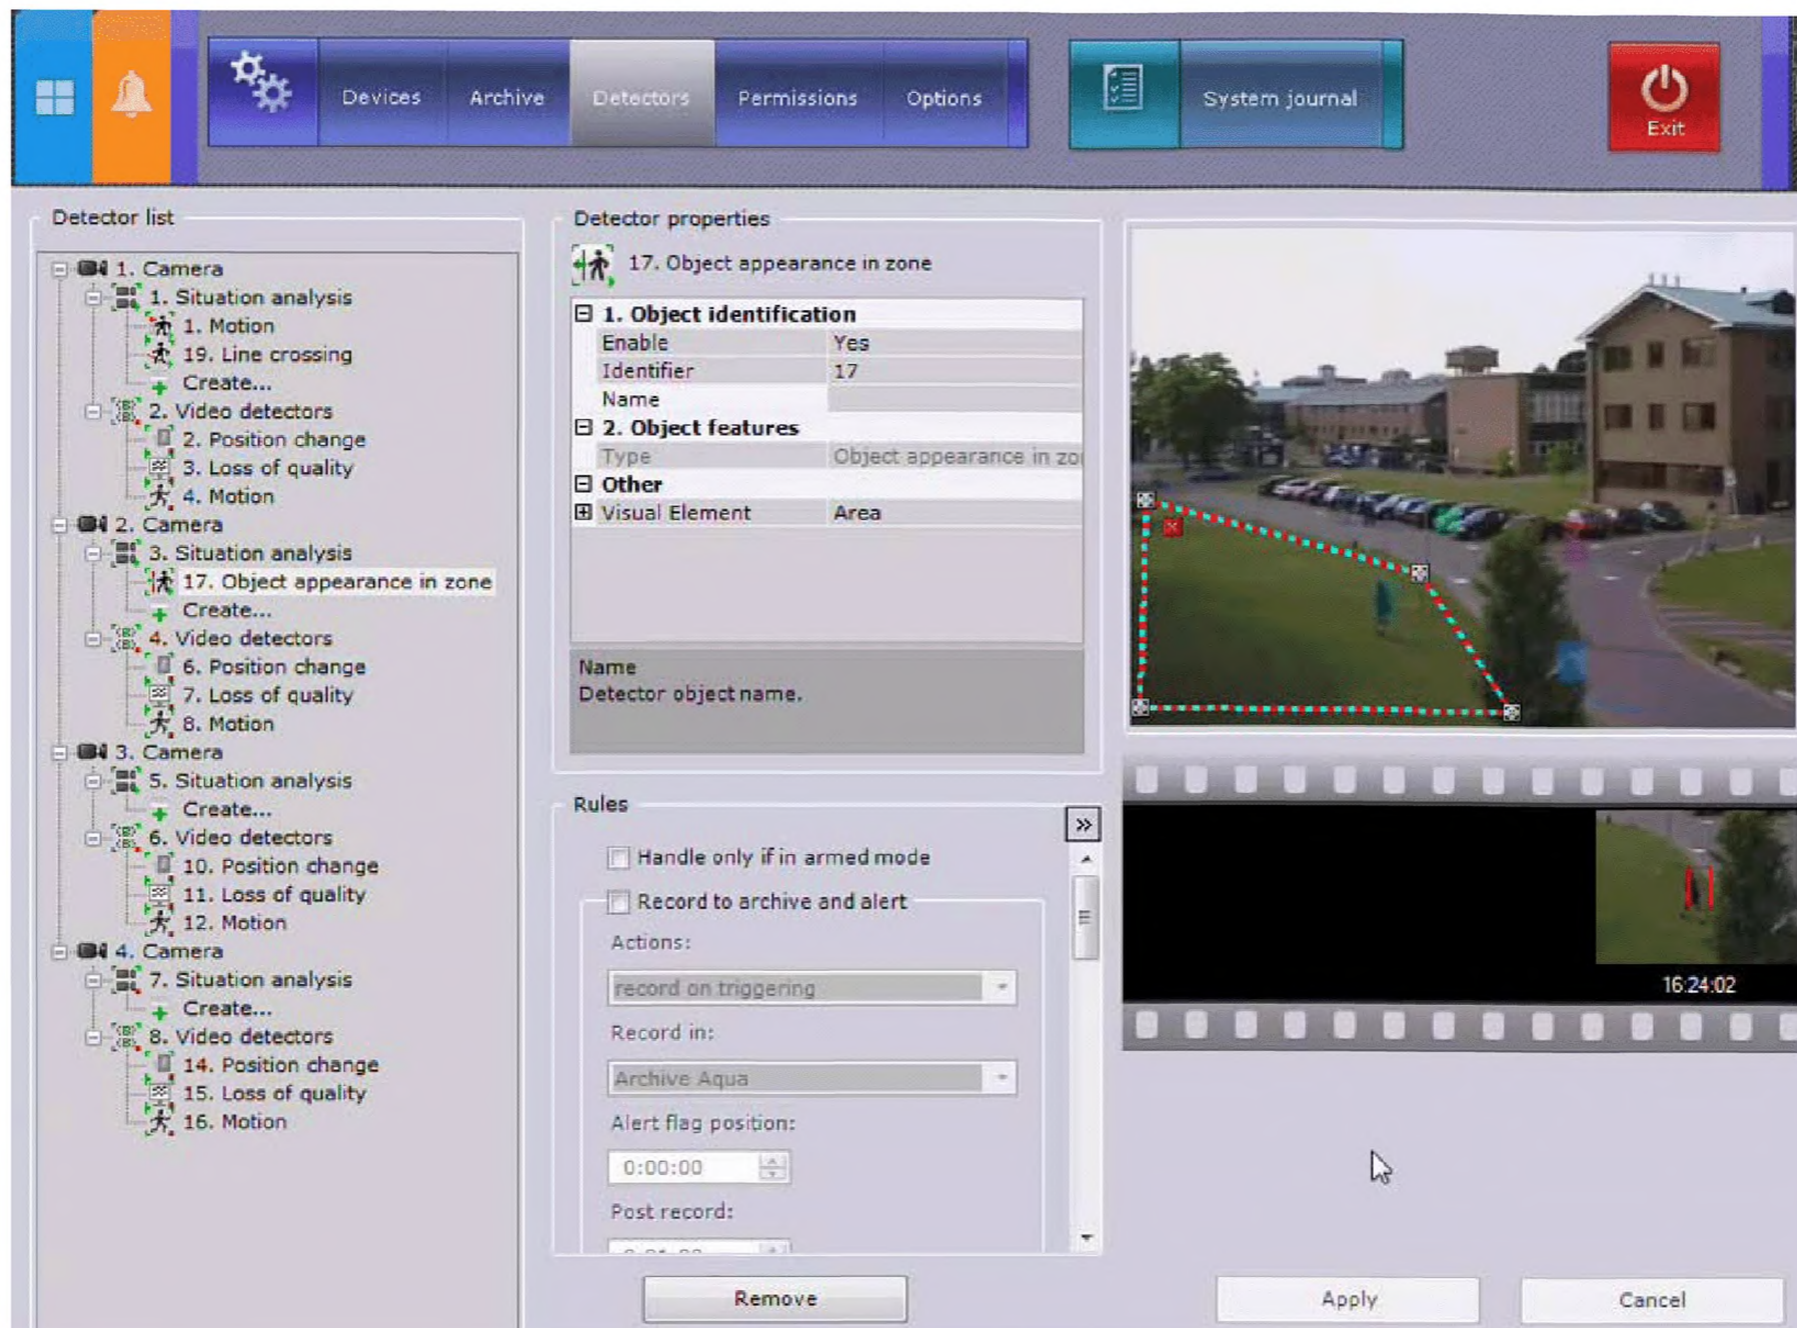 Devices
Archive
Detectors
Permissions
Options
System journal
Exit
Detector list
1. Camera
1. Situation analysis
1. Motion
19. Line crossing
Create...
2. Video detectors
2. Position change
3. Loss of quality
4. Motion
2. Camera
3. Situation analysis
17. Object appearance in zone
Create...
4. Video detectors
6. Position change
7. Loss of quality
8. Motion
3. Camera
5. Situation analysis
Create...
6. Video detectors
10. Position change
11. Loss of quality
12. Motion
4. Camera
7. Situation analysis
Create...
8. Video detectors
14. Position change
15. Loss of quality
16. Motion
Detector properties
17. Object appearance in zone
1. Object identification
Enable Yes
Identifier 17
Name
2. Object features
Type Object appearance in zo
Other
Visual Element Area
Name
Detector object name.
Rules
Handle only if in armed mode
Record to archive and alert
Actions:
record on triggering
Record in:
Archive Aqua
Alert flag position:
0:00:00
Post record:
Remove
16:24:02
Apply
Cancel